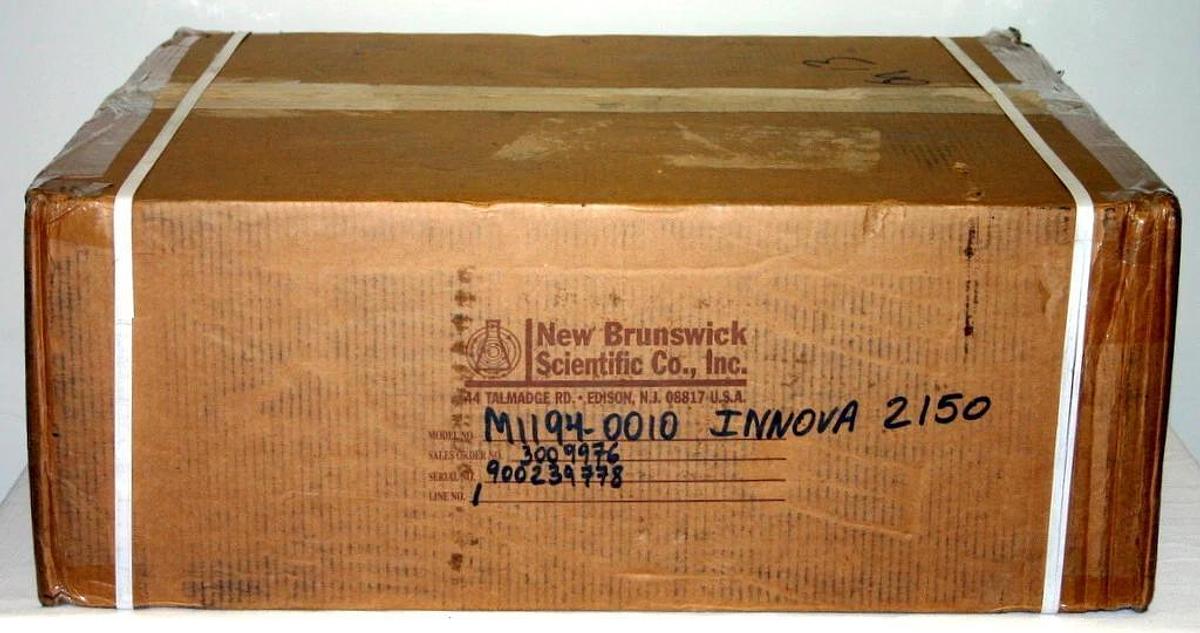 3
New Brunswick
Scientific Co., Inc.
44 TALMADGE RD. • EDISON, N.J. 08817 U.S.A.
MODEL NO. M1194-0010 INNOVA 2150
SALES ORDER NO. 3009976
SERIAL NO. 900239778
LINE NO. 1